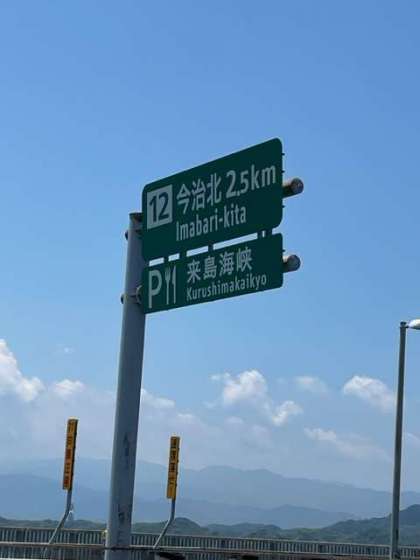 12 今治北 2.5km
Imabari-kita
P 来島海峡
Kurushimakaikyo